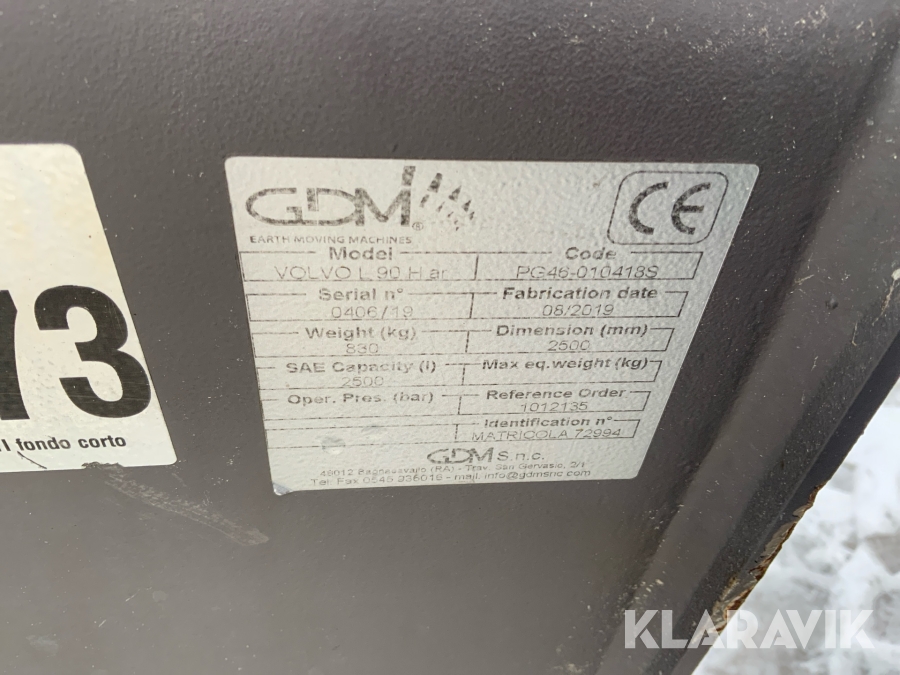 GDM®
CE
EARTH MOVING MACHINES
Model
Code
VOLVO L 90 H ar
PG46-010418S
Serial n°
Fabrication date
0406/19
08/2019
Weight (kg)
Dimension (mm)
830
2500
SAE Capacity (l)
Max eq.weight (kg)
2500
Oper. Pres. (bar)
Reference Order
1012135
Identification n°
MATRICOLA 72994
GDM S.n.c.
48012 Bagnacavallo (RA) - Trav. San Gervasio, 2/I
Tel. Fax 0545 936018 - mail. info@gdmsnc.com
73
ll fondo corto
KLARAVIK